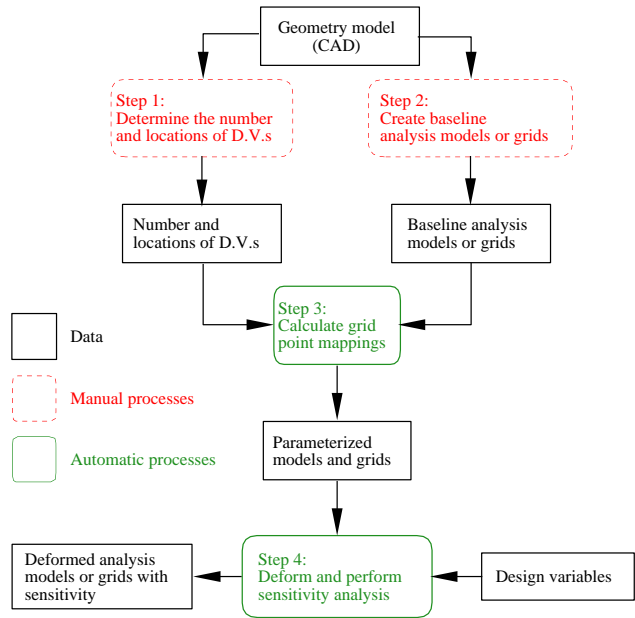 Geometry model
(CAD)
Step 1:
Determine the number
and locations of D.V.s
Step 2:
Create baseline
analysis models or grids
Number and
locations of D.V.s
Baseline analysis
models or grids
Step 3:
Calculate grid
point mappings
Data
Manual processes
Automatic processes
Parameterized
models and grids
Deformed analysis
models or grids with
sensitivity
Step 4:
Deform and perform
sensitivity analysis
Design variables